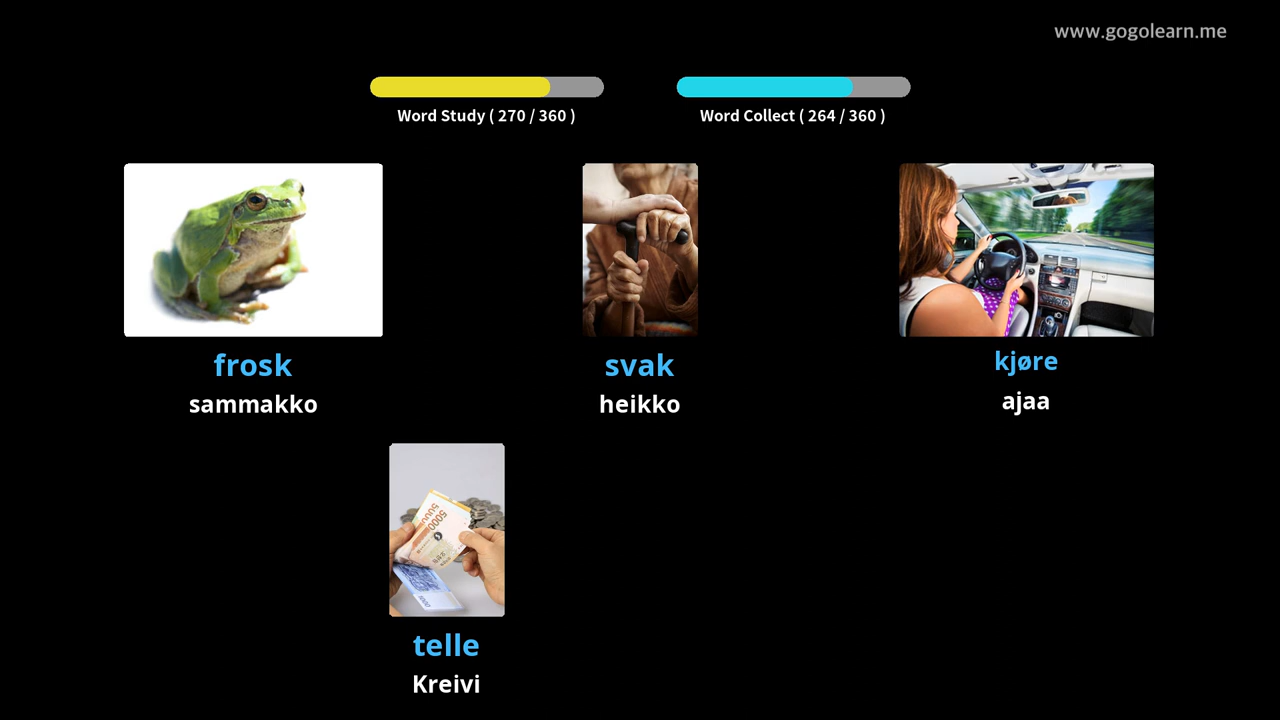 www.gogolearn.me
Word Study ( 270 / 360 )
Word Collect ( 264 / 360 )
frosk
svak
kjøre
sammakko
heikko
ajaa
5000
telle
Kreivi